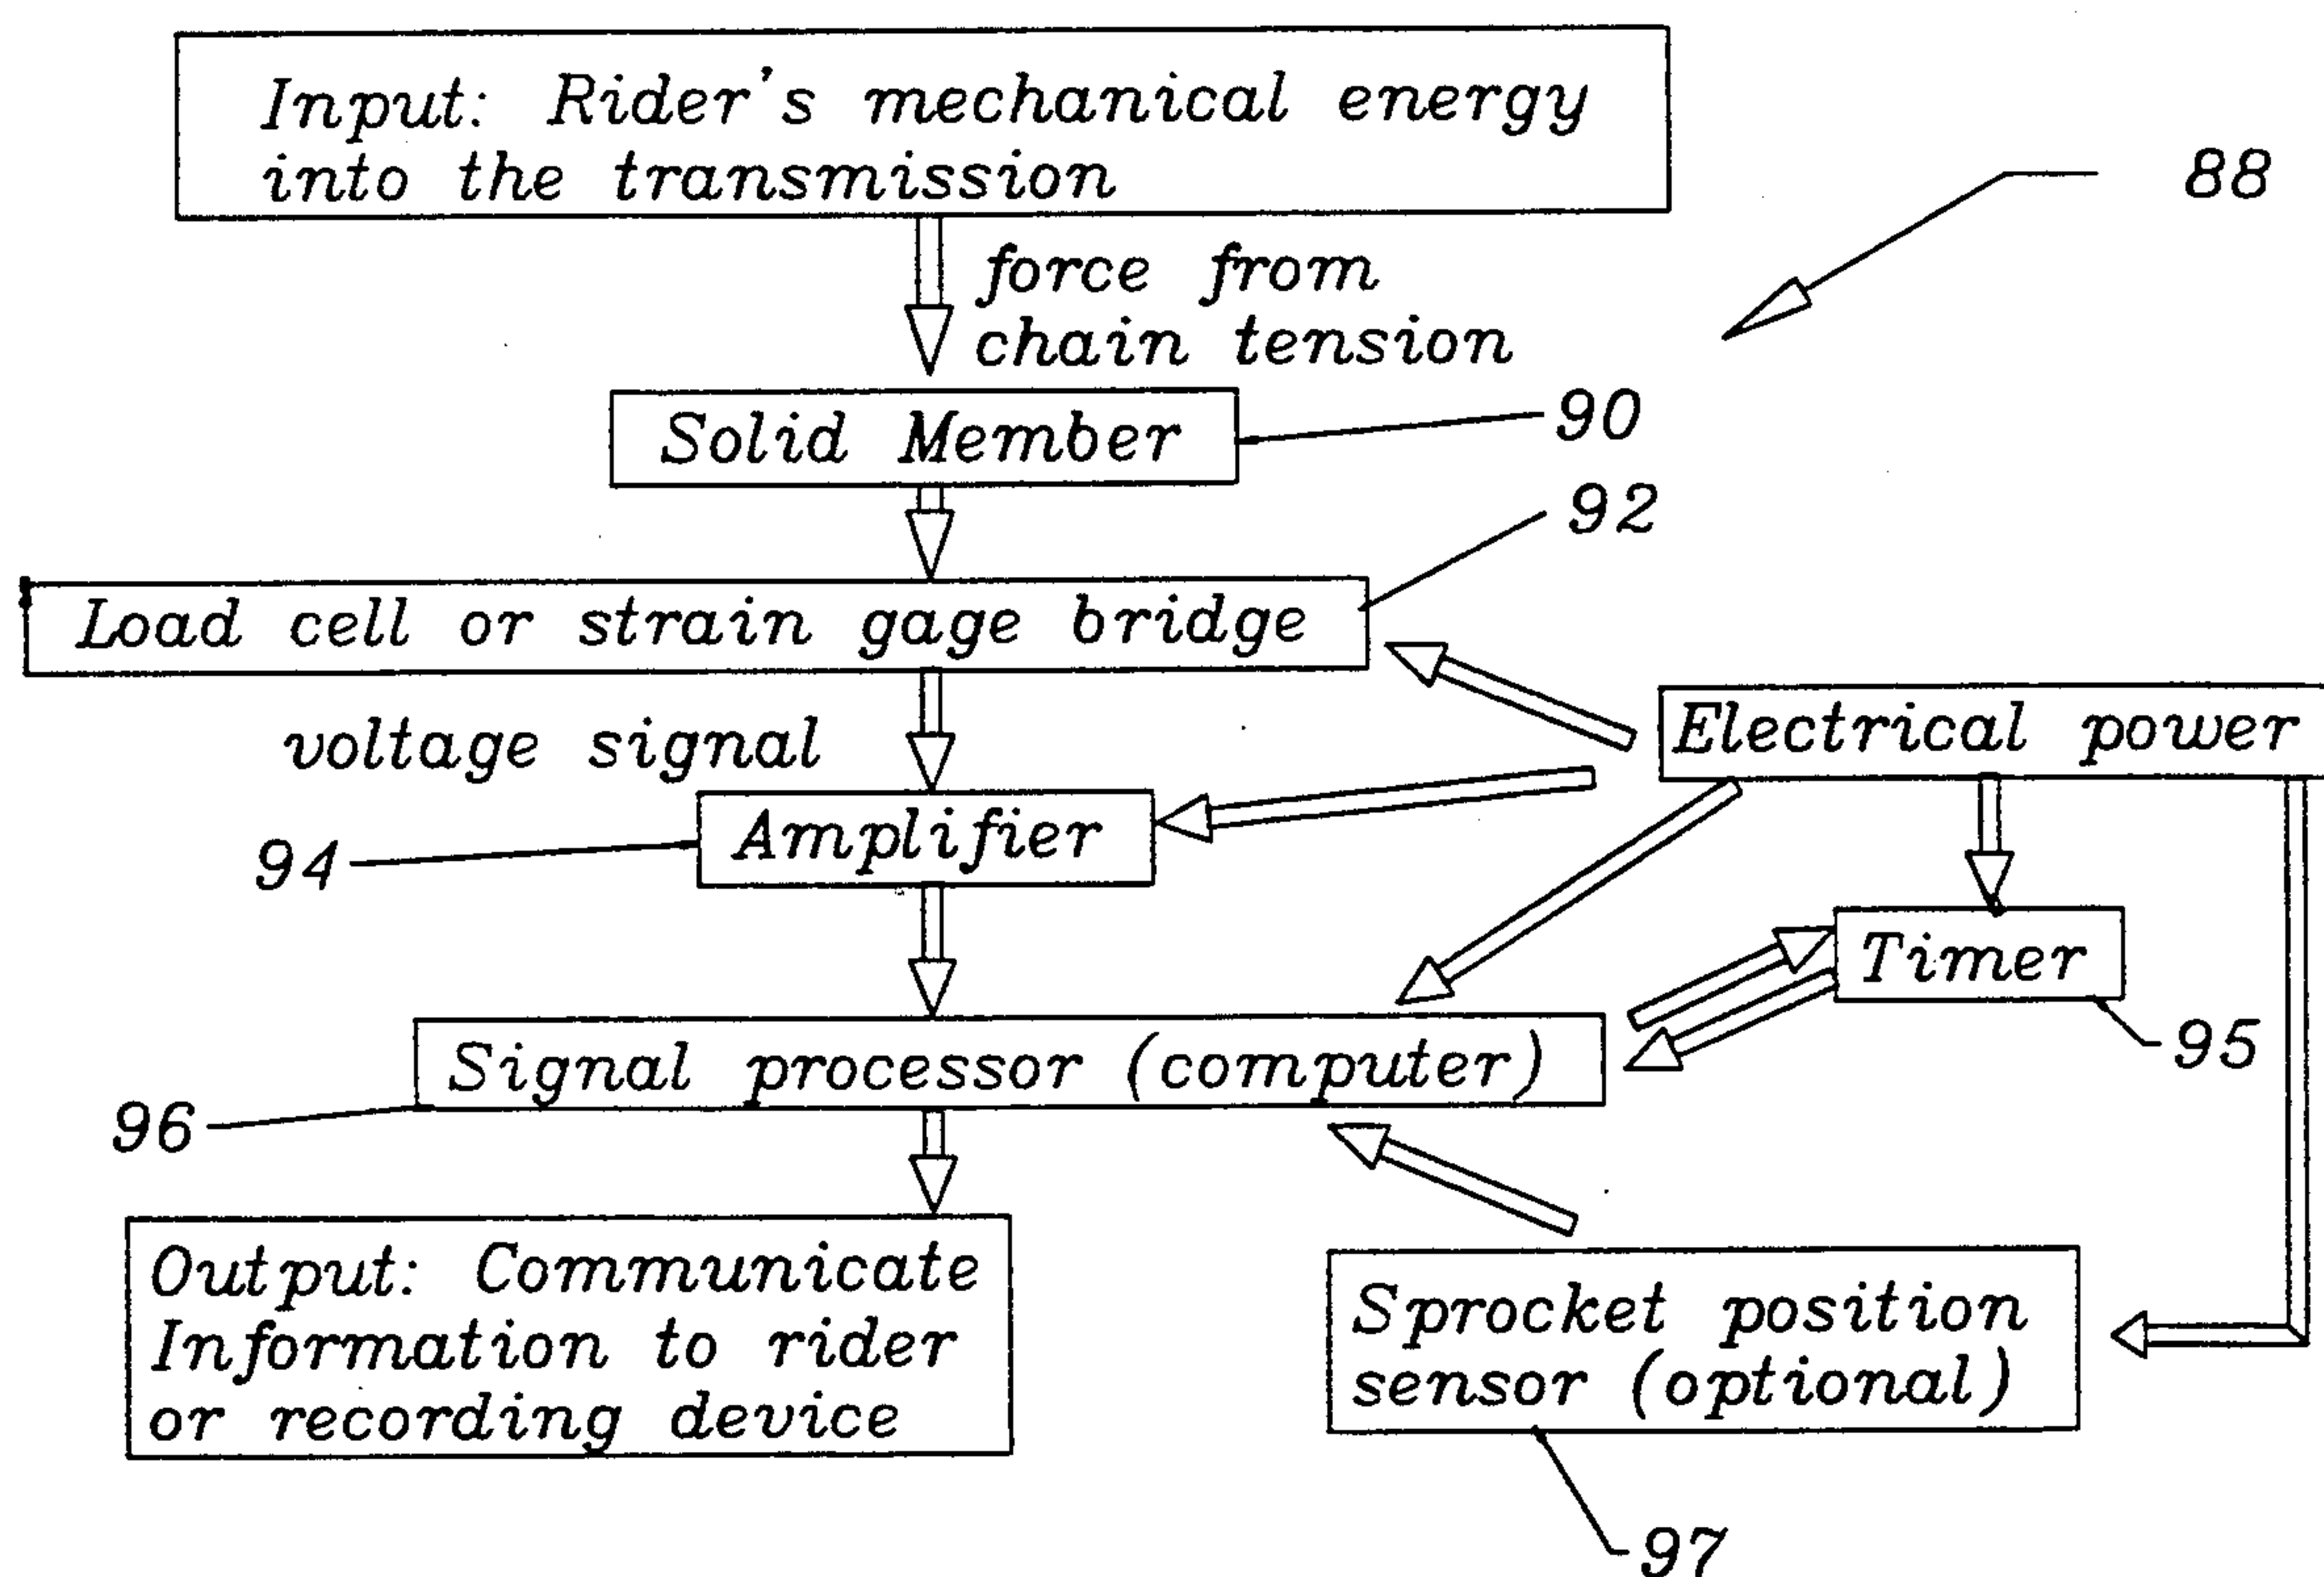 Input: Rider's mechanical energy
into the transmission
88
force from
chain tension
Solid Member
90
92
Load cell or strain gage bridge
voltage signal
Electrical power
Amplifier
94
Timer
95
Signal processor (computer)
96
Output: Communicate
Information to rider
or recording device
Sprocket position
sensor (optional)
97